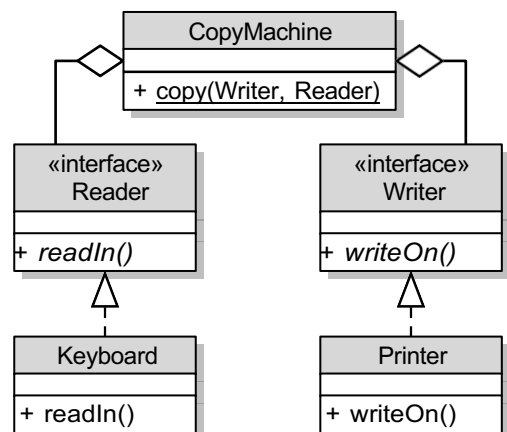 CopyMachine
+ copy(Writer, Reader)
«interface»
Reader
+ readIn()
«interface»
Writer
+ writeOn()
Keyboard
+ readIn()
Printer
+ writeOn()